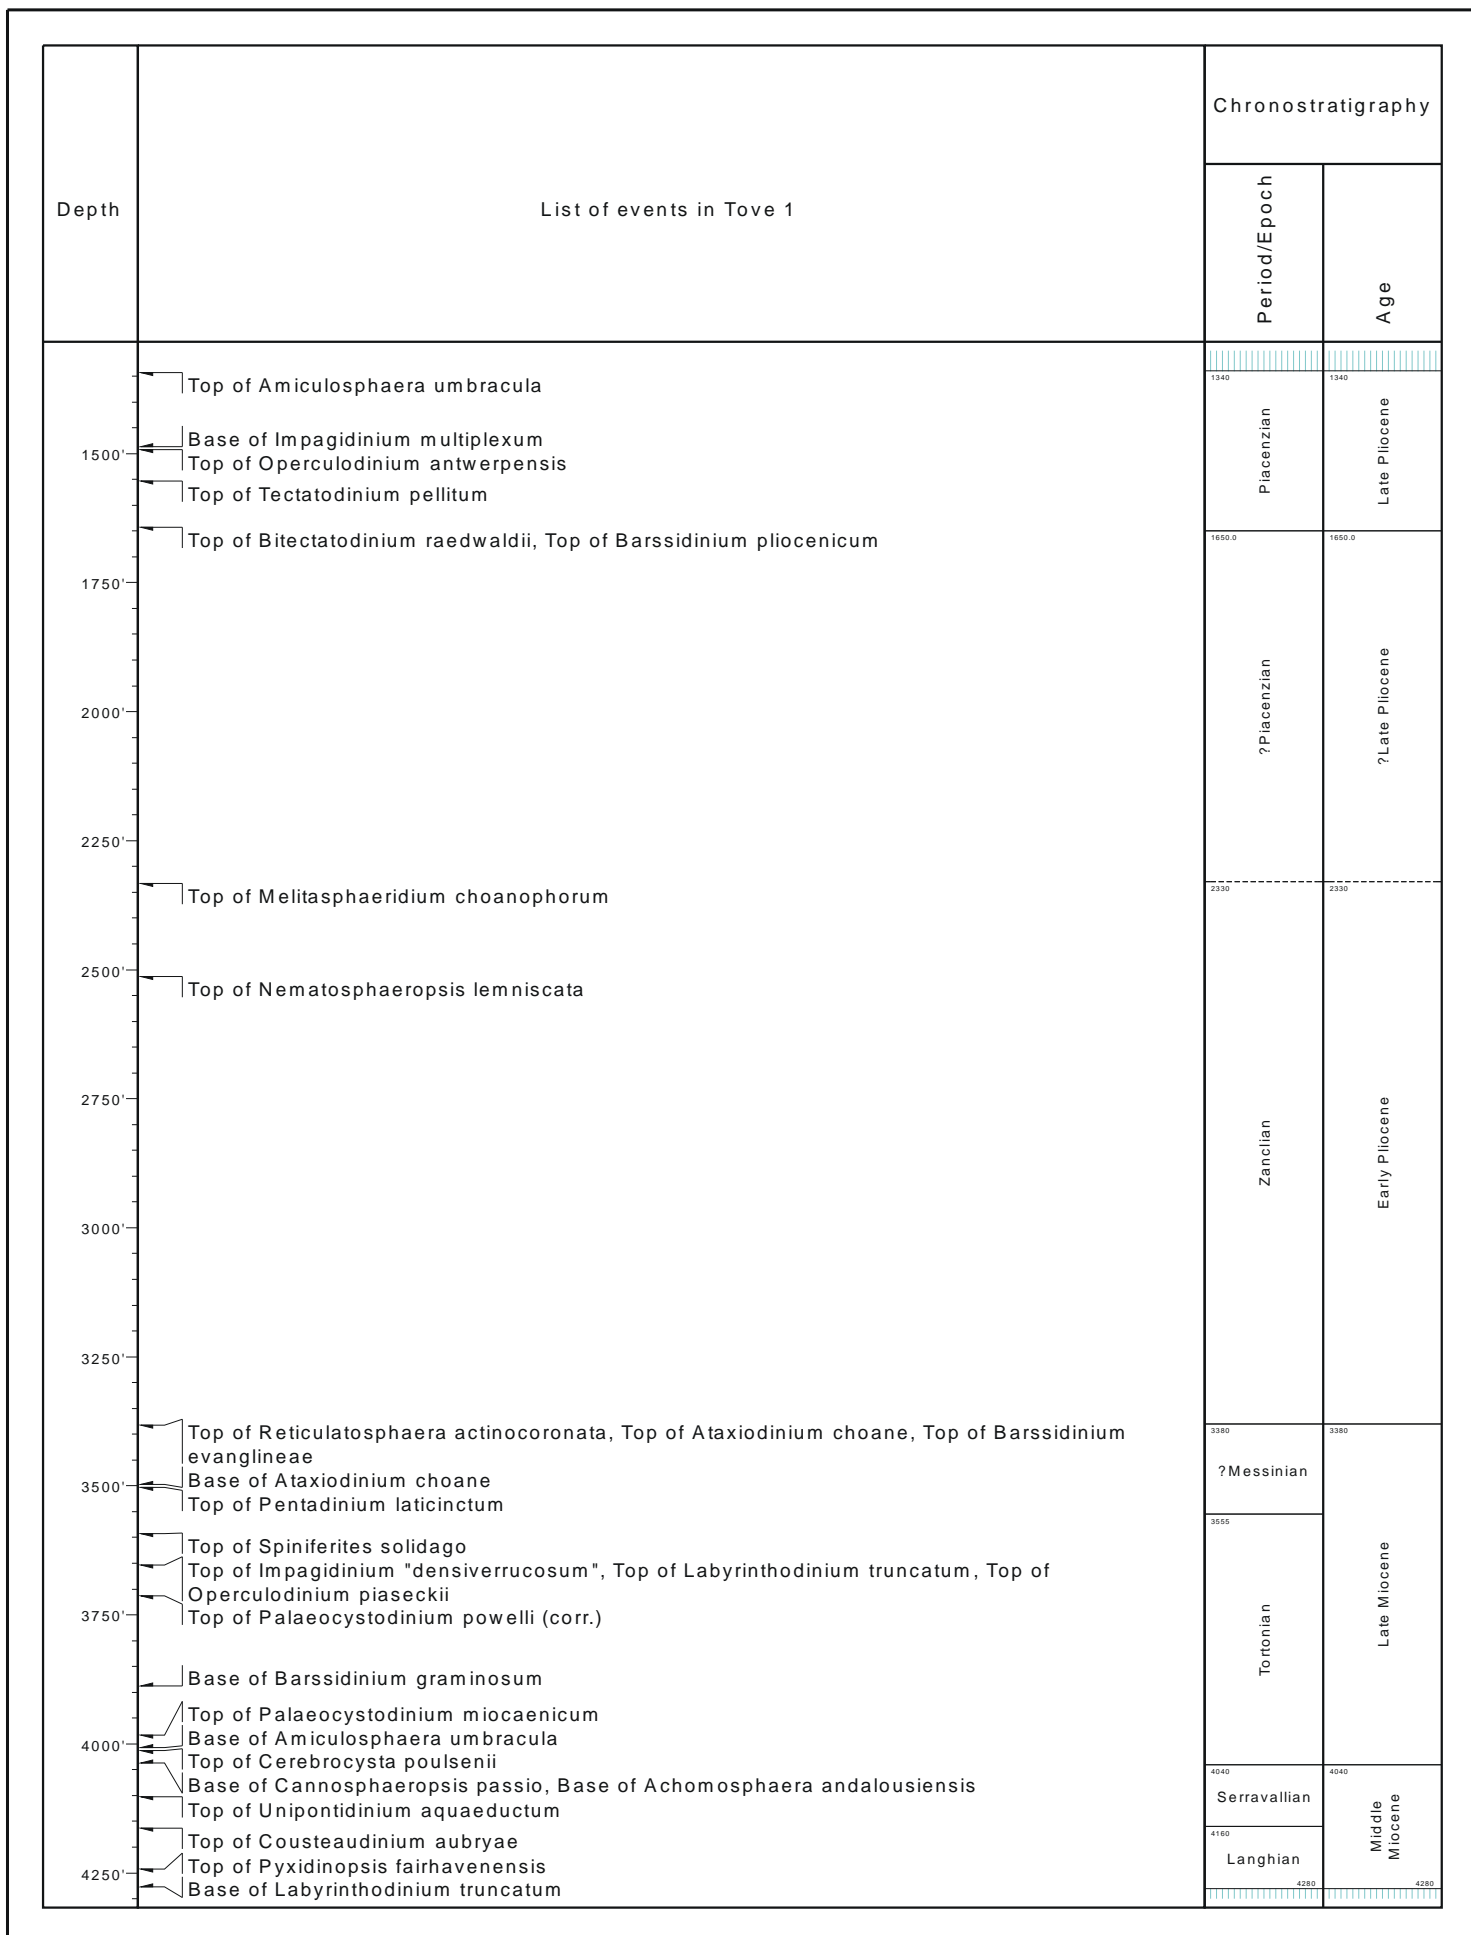 Chronostratigraphy
Depth
List of events in Tove 1
Period/Epoch
Age
1340
1340
Top of Amiculosphaera umbracula
Base of Impagidinium multiplexum
1500'
Top of Operculodinium antwerpensis
Piacenzian
Late Pliocene
Top of Tectatodinium pellitum
Top of Bitectatodinium raedwaldii, Top of Barssidinium pliocenicum
1650.0
1650.0
1750'
?Piacenzian
?Late Pliocene
2000'
2250'
Top of Melitasphaeridium choanophorum
2330
2330
2500'
Top of Nematosphaeropsis lemniscata
2750'
Zanclian
Early Pliocene
3000'
3250'
Top of Reticulatosphaera actinocoronata, Top of Ataxiodinium choane, Top of Barssidinium
evanglineae
3380
3380
?Messinian
Base of Ataxiodinium choane
3500'
Top of Pentadinium laticinctum
3555
Top of Spiniferites solidago
Top of Impagidinium "densiverrucosum", Top of Labyrinthodinium truncatum, Top of
Operculodinium piaseckii
3750'
Top of Palaeocystodinium powelli (corr.)
Tortonian
Late Miocene
Base of Barssidinium graminosum
Top of Palaeocystodinium miocaenicum
Base of Amiculosphaera umbracula
4000'
Top of Cerebrocysta poulsenii
4040
4040
Base of Cannosphaeropsis passio, Base of Achomosphaera andalousiensis
Serravallian
Top of Unipontidinium aquaeductum
4160
Middle
Miocene
Top of Cousteaudinium aubryae
Langhian
Top of Pyxidinopsis fairhavenensis
4250'
Base of Labyrinthodinium truncatum
4280
4280